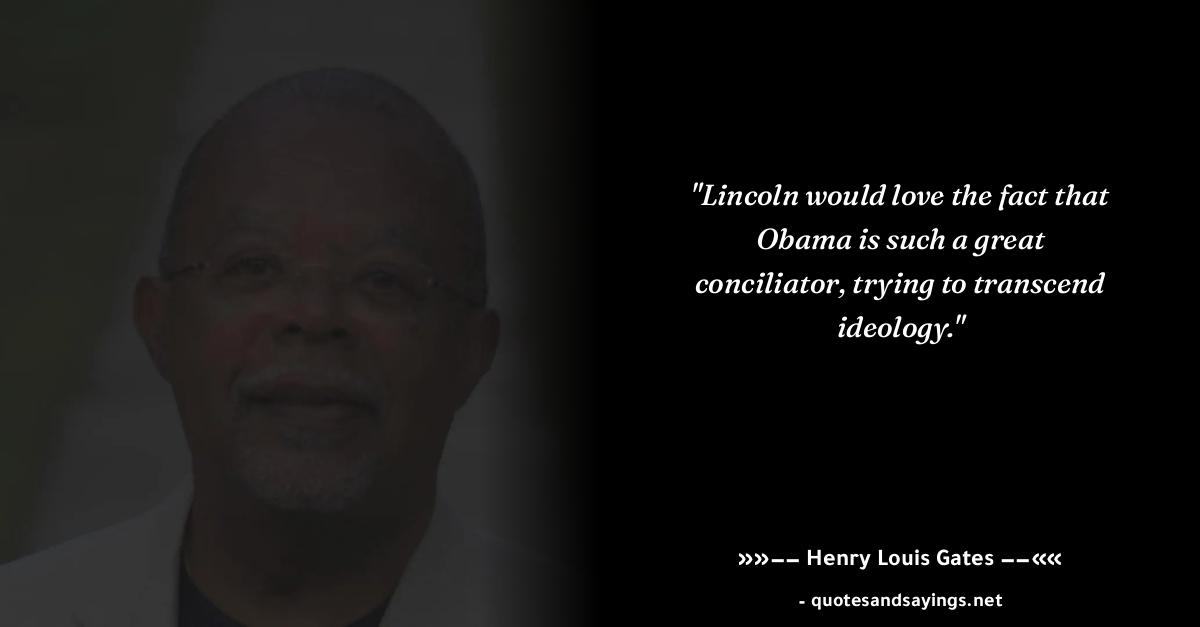 "Lincoln would love the fact that
Obama is such a great
conciliator, trying to transcend
ideology."
»»−− Henry Louis Gates −−««
- quotesandsayings.net